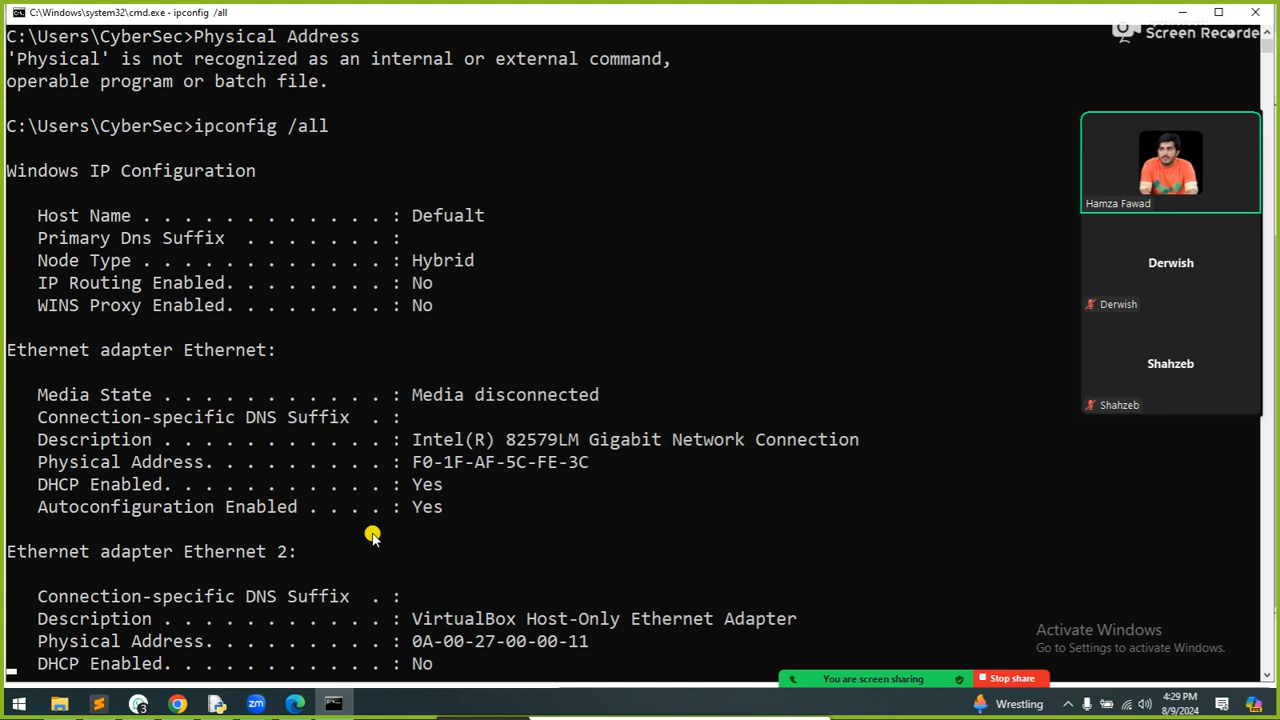 C:\Windows\system32\cmd.exe - ipconfig /all
C:\Users\CyberSec>Physical Address
'Physical' is not recognized as an internal or external command,
operable program or batch file.
C:\Users\CyberSec>ipconfig /all
Windows IP Configuration
Host Name . . . . . . . . . . . . : Defualt
Primary Dns Suffix . . . . . . . :
Node Type . . . . . . . . . . . . : Hybrid
IP Routing Enabled. . . . . . . . : No
WINS Proxy Enabled. . . . . . . . : No
Ethernet adapter Ethernet:
Media State . . . . . . . . . . . : Media disconnected
Connection-specific DNS Suffix . :
Description . . . . . . . . . . . : Intel(R) 82579LM Gigabit Network Connection
Physical Address. . . . . . . . . : F0-1F-AF-5C-FE-3C
DHCP Enabled. . . . . . . . . . . : Yes
Autoconfiguration Enabled . . . . : Yes
Ethernet adapter Ethernet 2:
Connection-specific DNS Suffix . :
Description . . . . . . . . . . . : VirtualBox Host-Only Ethernet Adapter
Physical Address. . . . . . . . . : 0A-00-27-00-00-11
DHCP Enabled. . . . . . . . . . . : No
Screen Recorder
Hamza Fawad
Derwish
Derwish
Shahzeb
Shahzeb
Activate Windows
Go to Settings to activate Windows.
You are screen sharing
Stop share
3
zm
Wrestling
4:29 PM
8/9/2024